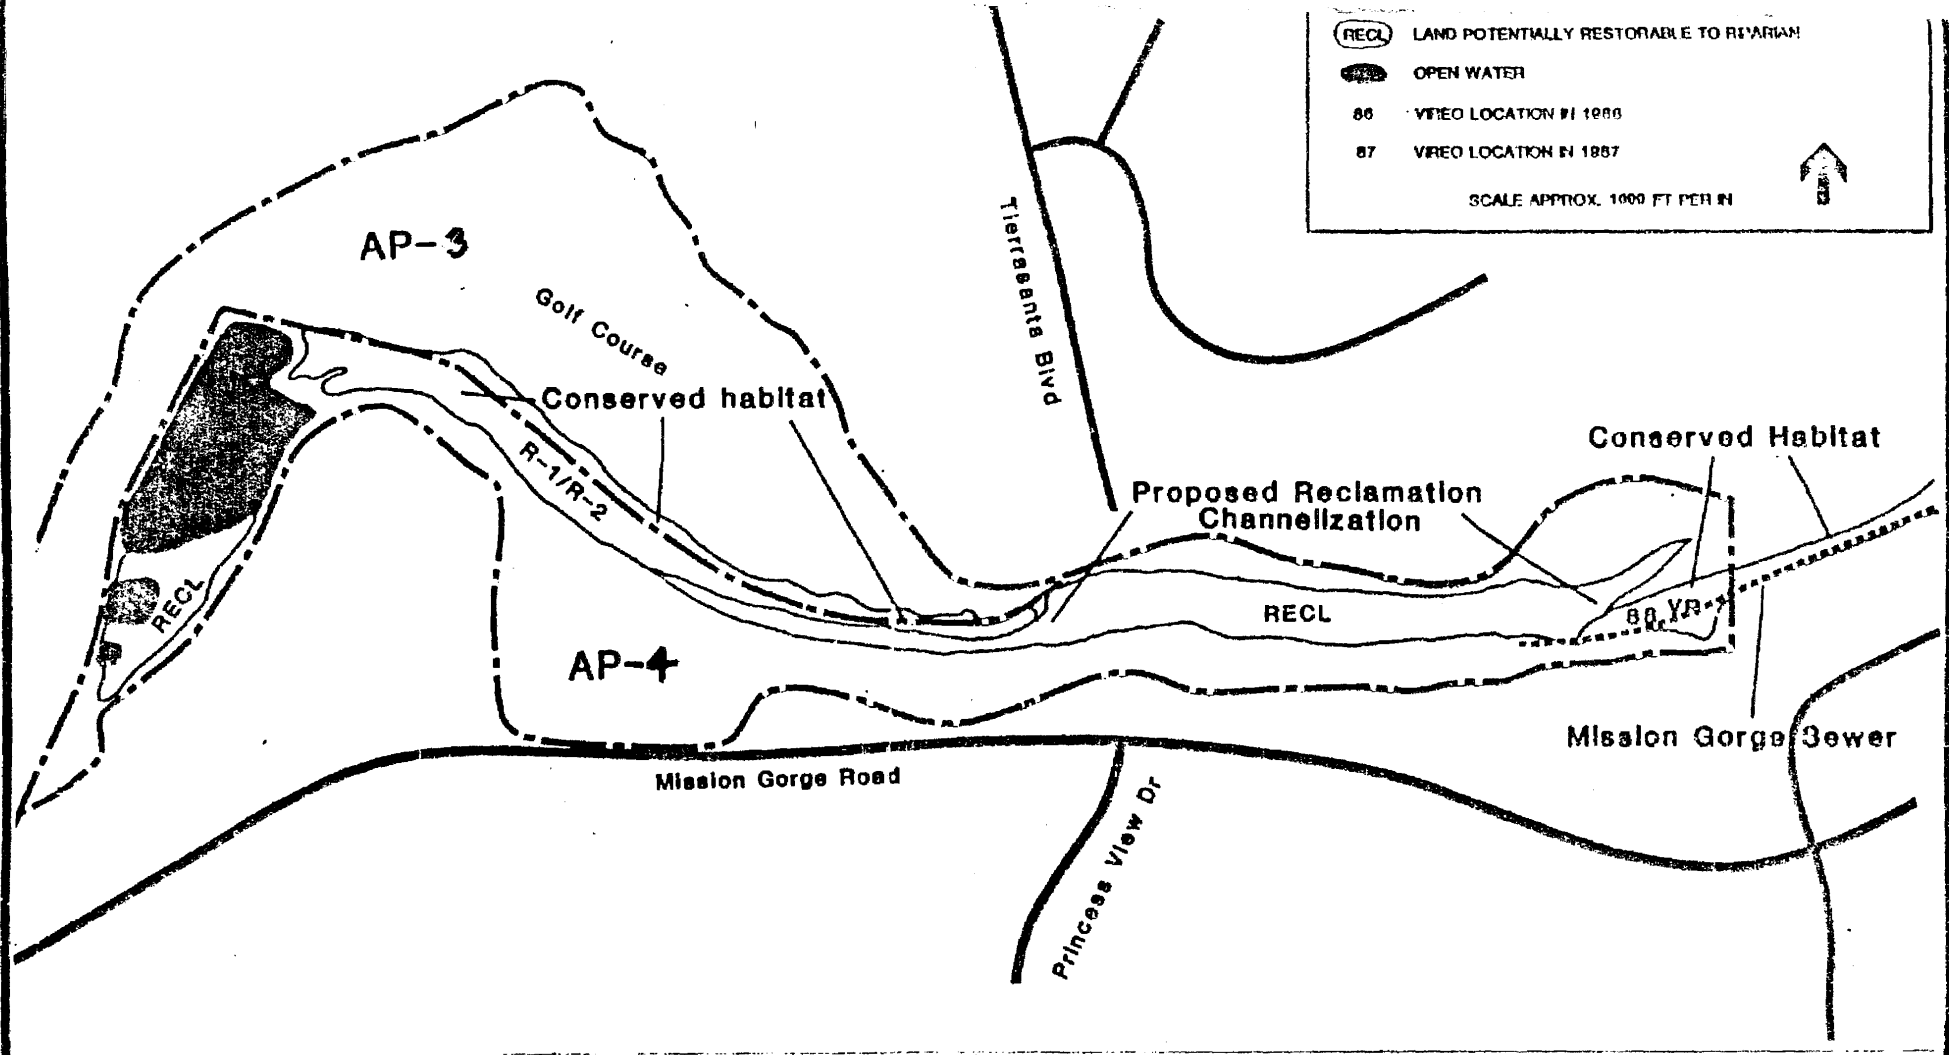 RECL LAND POTENTIALLY RESTORABLE TO RIPARIAN
OPEN WATER
86 VIREO LOCATION IN 1986
87 VIREO LOCATION IN 1987
SCALE APPROX. 1000 FT PER IN
AP-3
Golf Course
Tierrasanta Blvd
Conserved habitat
Conserved Habitat
R-1/R-2
Proposed Reclamation
Channelization
RECL
RECL
AP-4
Mission Gorge Sewer
Mission Gorge Road
Princess View Dr